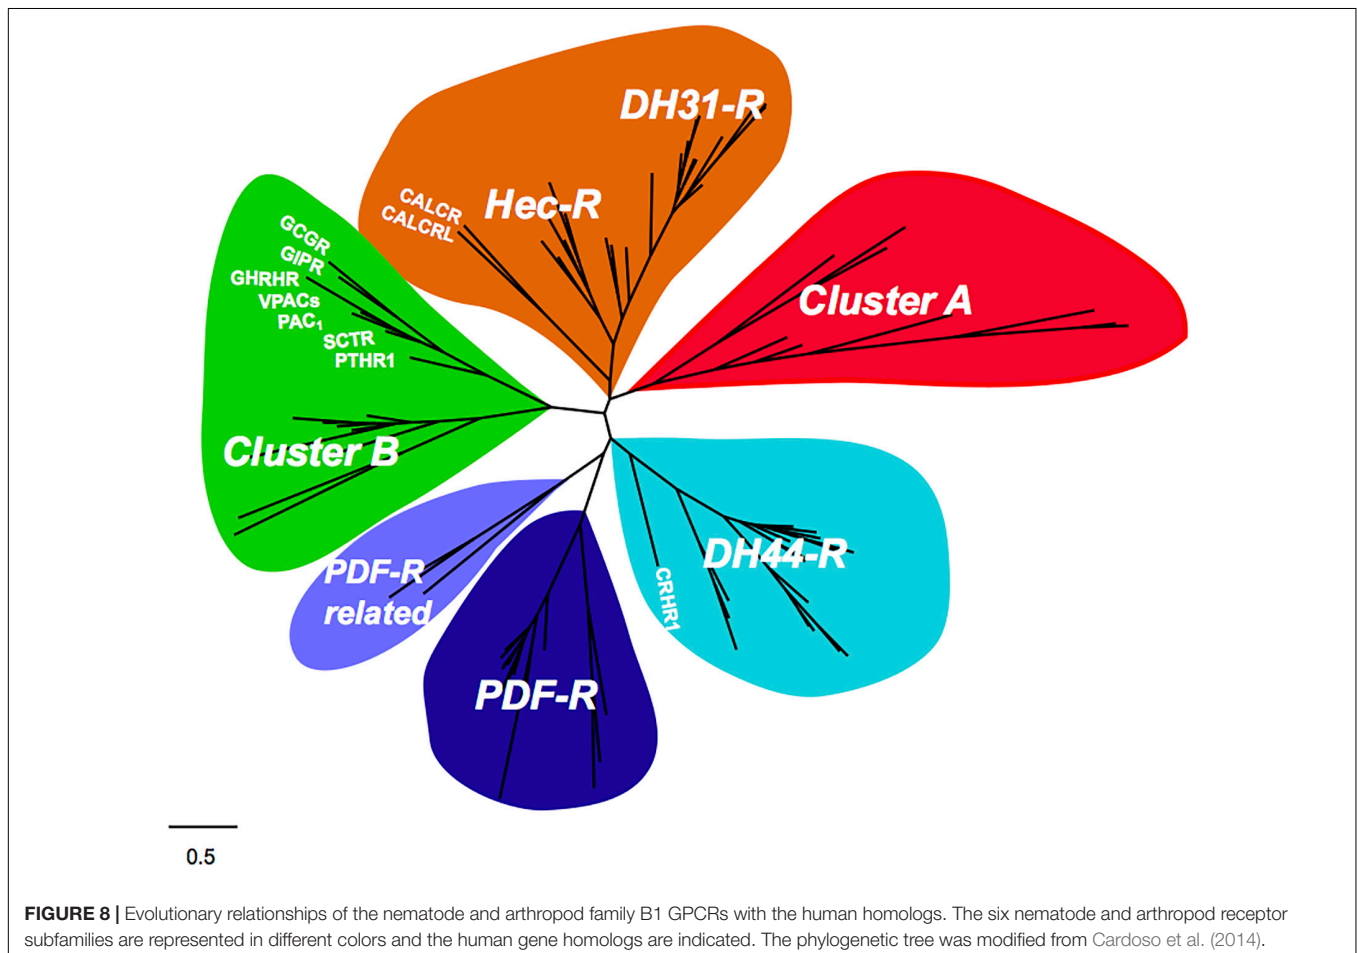 DH31-R
Hec-R
CALCR
CALCRL
Cluster A
GCGR
GIPR
GHRHR
VPACs
PAC1
SCTR
PTHR1
Cluster B
PDF-R
related
PDF-R
DH44-R
CRHR1
0.5
FIGURE 8 | Evolutionary relationships of the nematode and arthropod family B1 GPCRs with the human homologs. The six nematode and arthropod receptor
subfamilies are represented in different colors and the human gene homologs are indicated. The phylogenetic tree was modified from Cardoso et al. (2014).